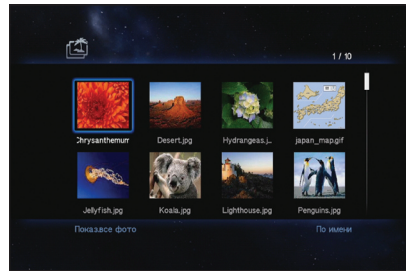 1 / 10
Chrysanthemum Desert.jpg Hydrangeas.j... japan_map.gif
Jellyfish.jpg Koala.jpg Lighthouse.jpg Penguins.jpg
Показвсе фото По имени